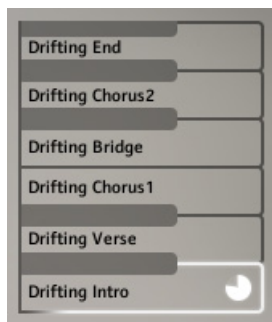 Drifting End
Drifting Chorus2
Drifting Bridge
Drifting Chorus1
Drifting Verse
Drifting Intro